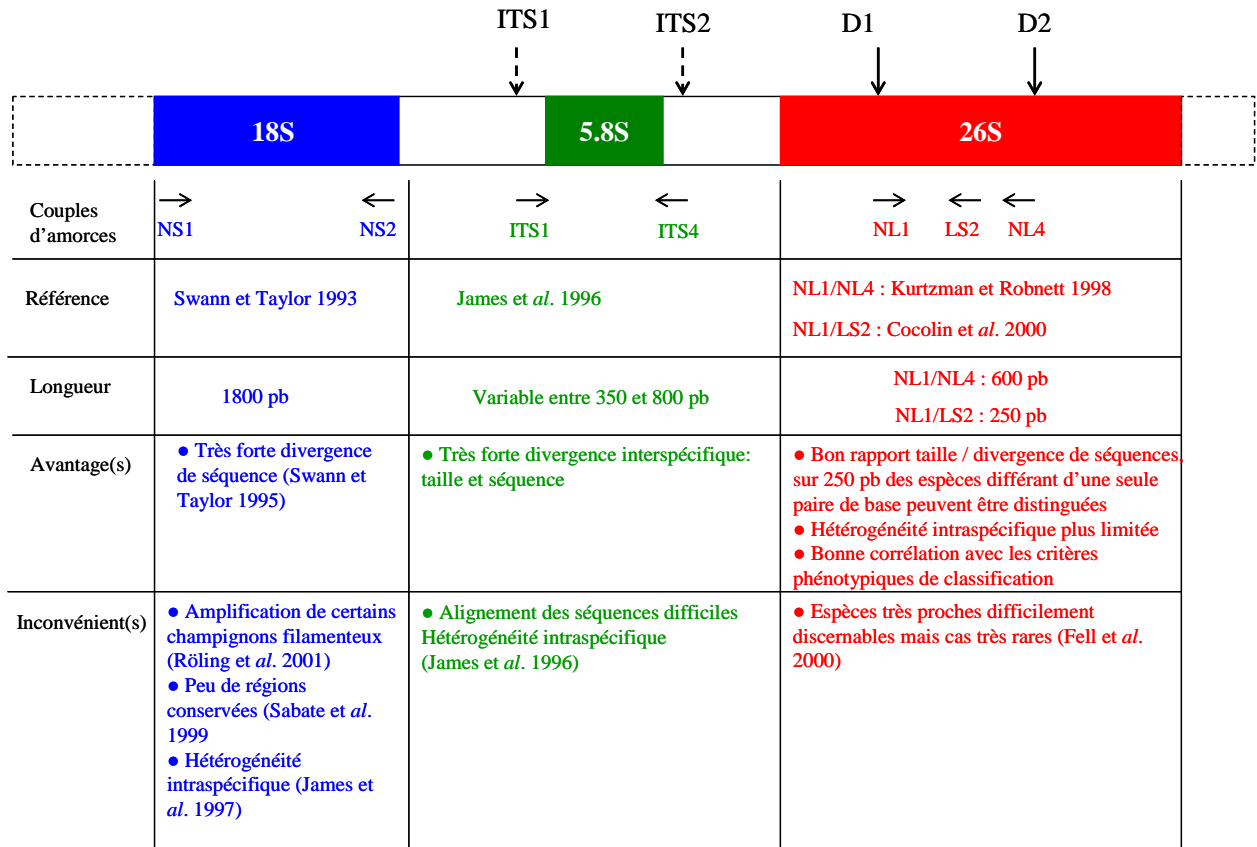 ITS1 ITS2 D1 D2
18S 5.8S 26S
Couples
d’amorces
NS1 NS2 ITS1 ITS4 NL1 LS2 NL4
Référence
Swann et Taylor 1993
James et al. 1996
NL1/NL4 : Kurtzman et Robnett 1998
NL1/LS2 : Cocolin et al. 2000
Longueur
1800 pb
Variable entre 350 et 800 pb
NL1/NL4 : 600 pb
NL1/LS2 : 250 pb
Avantage(s)
● Très forte divergence
de séquence (Swann et
Taylor 1995)
● Très forte divergence interspécifique:
taille et séquence
● Bon rapport taille / divergence de séquences,
sur 250 pb des espèces différant d’une seule
paire de base peuvent être distinguées
● Hétérogénéité intraspécifique plus limitée
● Bonne corrélation avec les critères
phénotypiques de classification
Inconvénient(s)
● Amplification de certains
champignons filamenteux
(Röling et al. 2001)
● Peu de régions
conservées (Sabate et al.
1999
● Hétérogénéité
intraspécifique (James et
al. 1997)
● Alignement des séquences difficiles
Hétérogénéité intraspécifique
(James et al. 1996)
● Espèces très proches difficilement
discernables mais cas très rares (Fell et al.
2000)